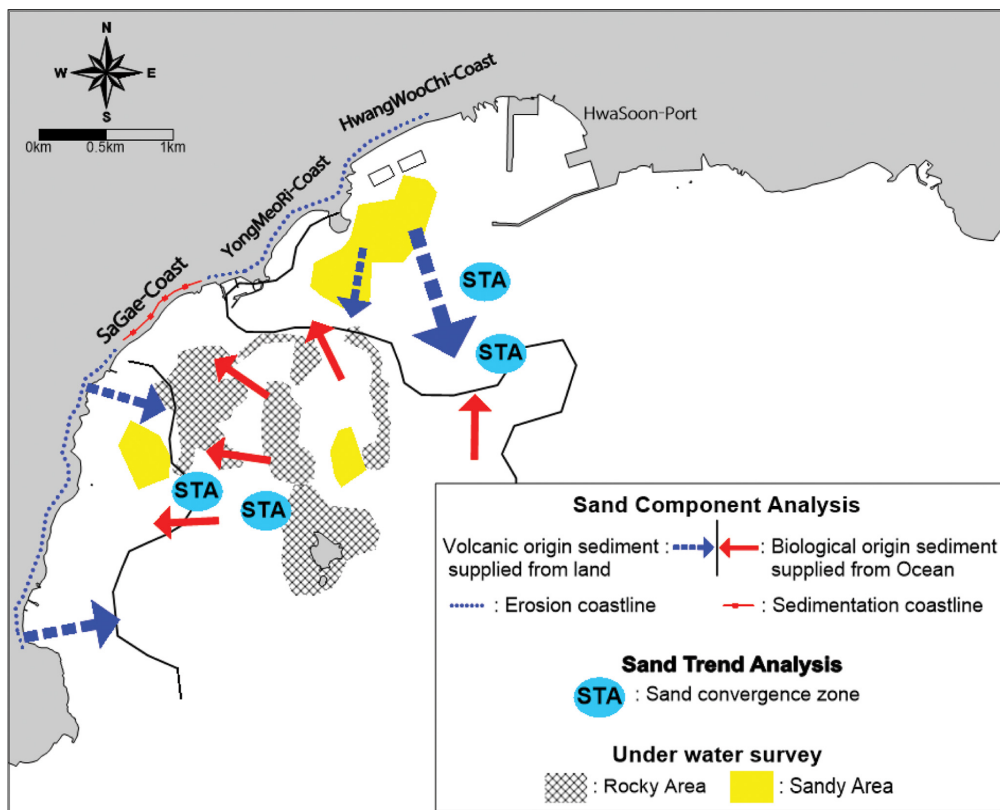 N
W E
S
0km 0.5km 1km
HwangWooChi-Coast
HwaSoon-Port
YongMeoRi-Coast
SaGae-Coast
STA
STA
STA
STA
Sand Component Analysis
Volcanic origin sediment :
supplied from land
: Biological origin sediment
supplied from Ocean
: Erosion coastline
: Sedimentation coastline
Sand Trend Analysis
STA : Sand convergence zone
Under water survey
: Rocky Area
: Sandy Area